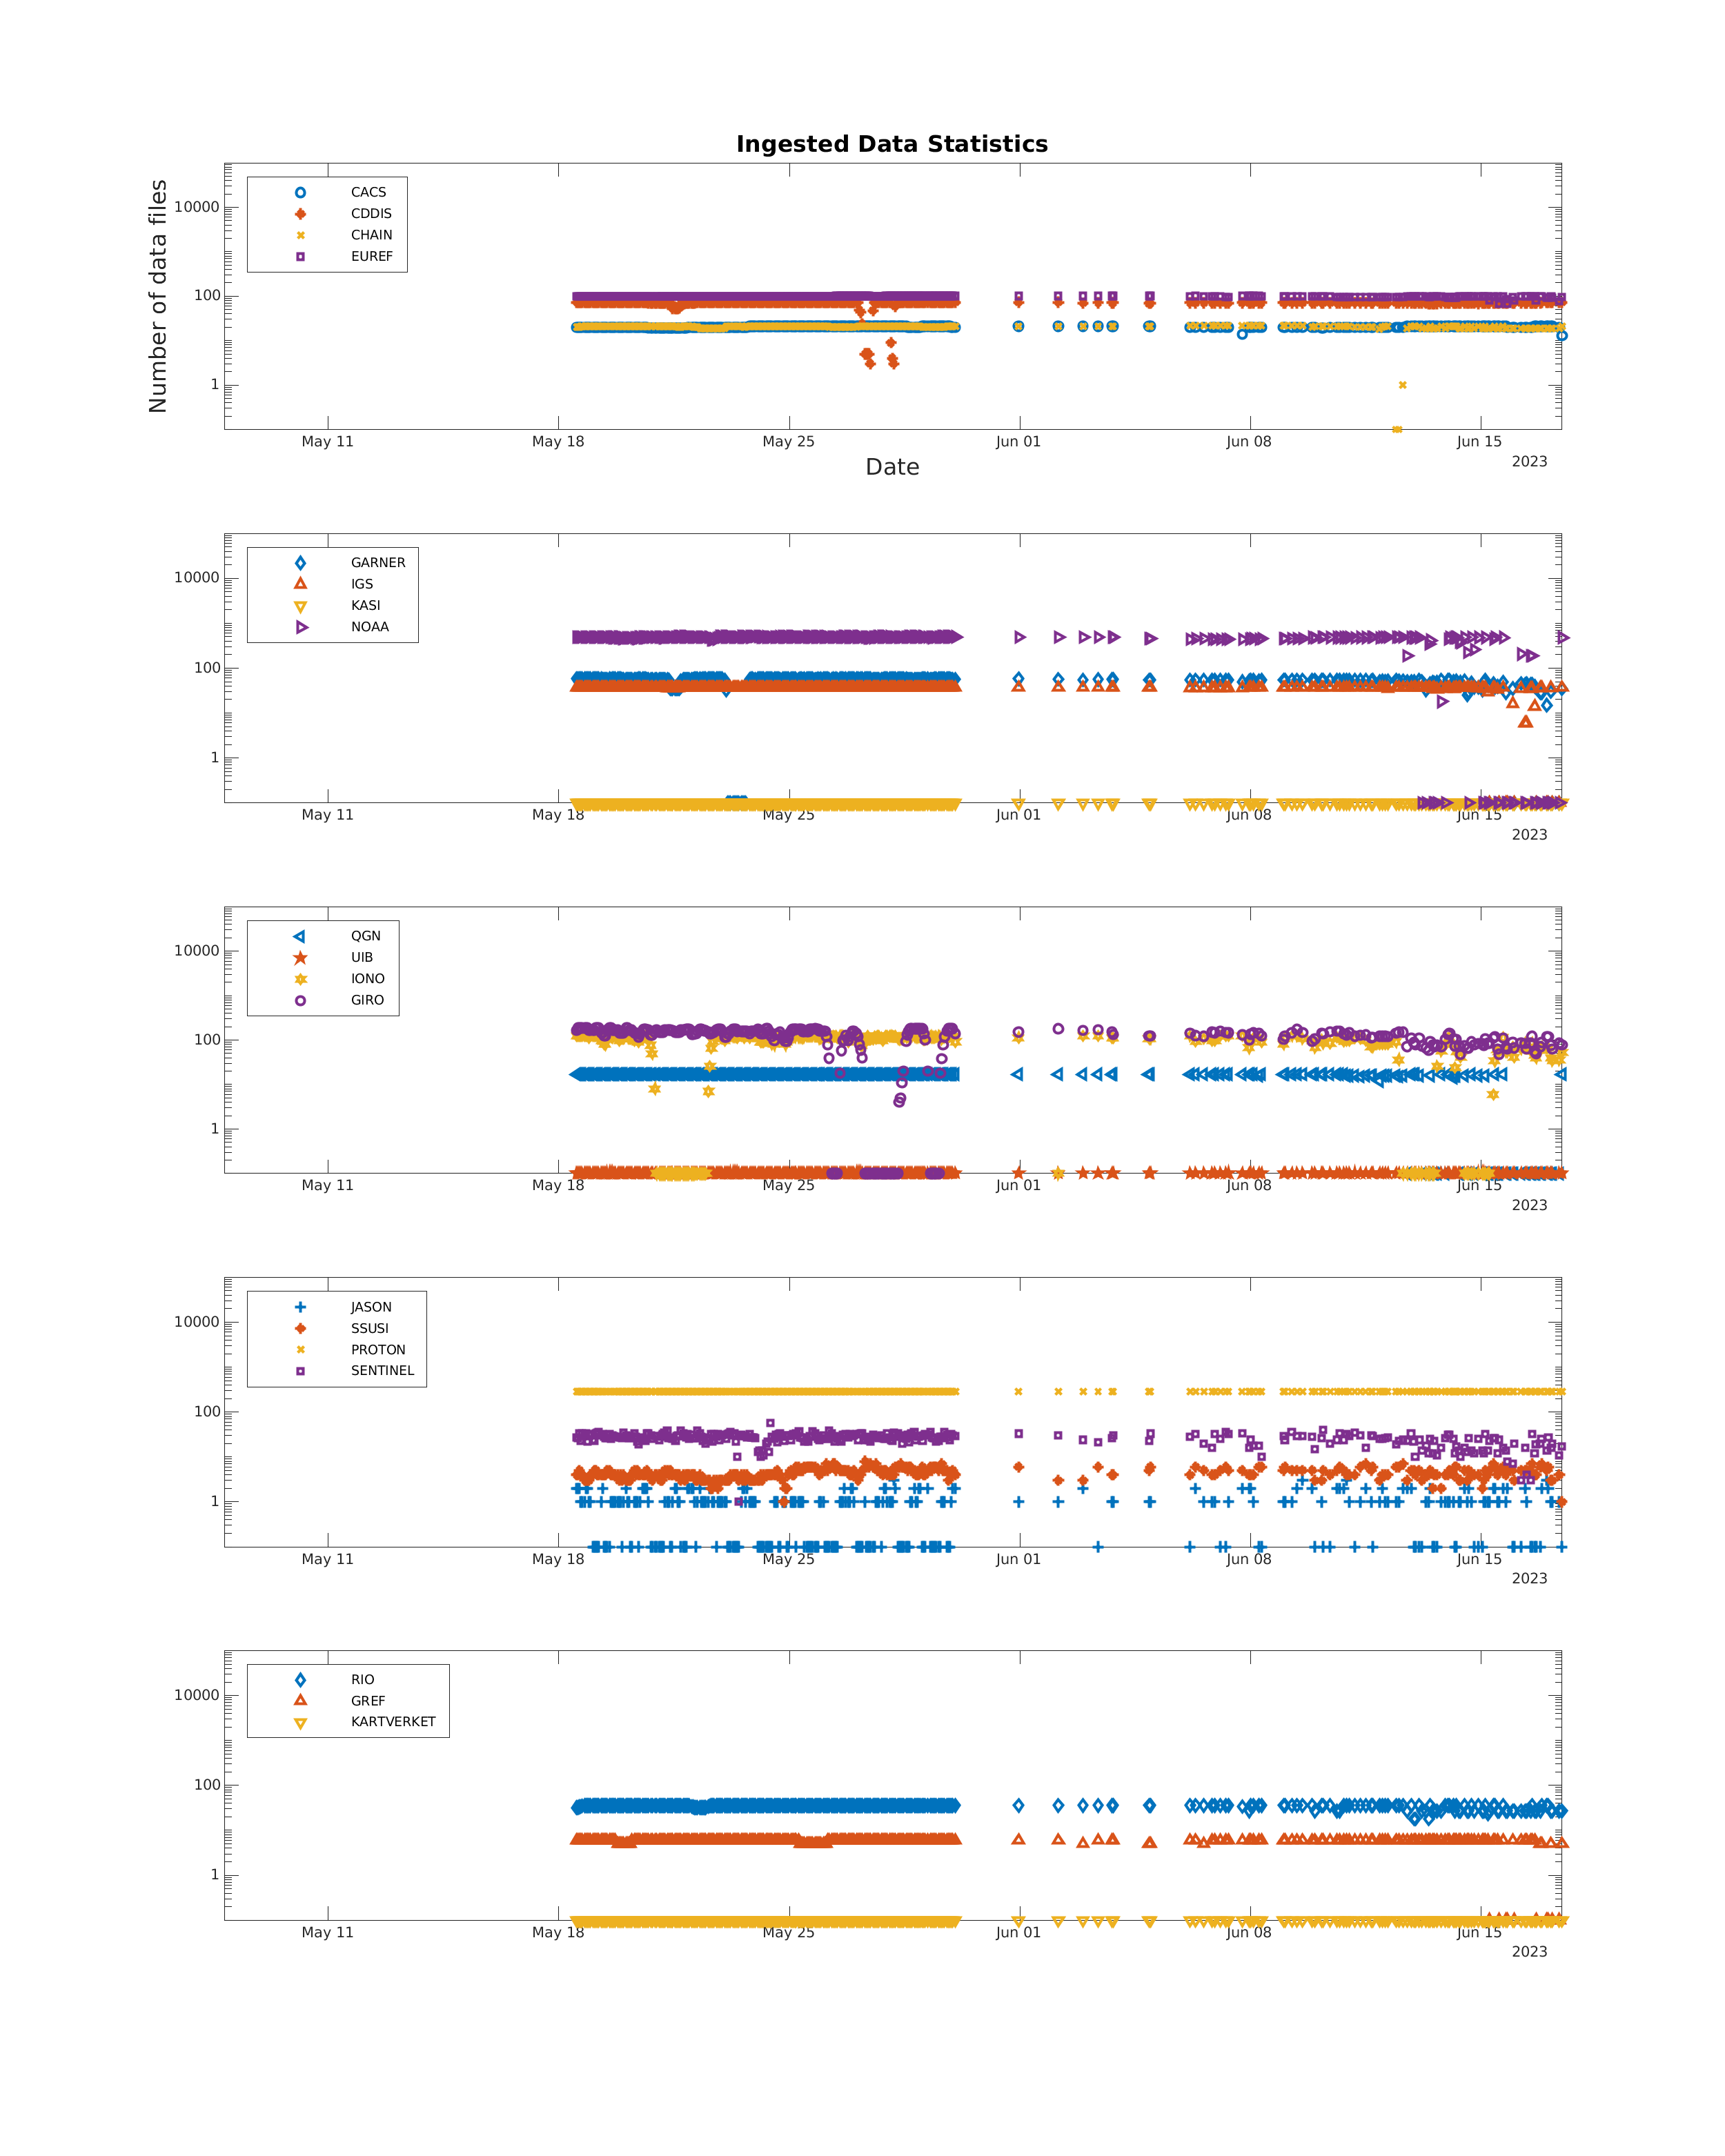 Ingested Data Statistics
Number of data files
CACS
CDDIS
CHAIN
EUREF
10000
100
1
May 11 May 18 May 25 Jun 01 Jun 08 Jun 15
2023
Date
GARNER
IGS
KASI
NOAA
10000
100
1
May 11 May 18 May 25 Jun 01 Jun 08 Jun 15
2023
QGN
UIB
IONO
GIRO
10000
100
1
May 11 May 18 May 25 Jun 01 Jun 08 Jun 15
2023
JASON
SSUSI
PROTON
SENTINEL
10000
100
1
May 11 May 18 May 25 Jun 01 Jun 08 Jun 15
2023
RIO
GREF
KARTVERKET
10000
100
1
May 11 May 18 May 25 Jun 01 Jun 08 Jun 15
2023